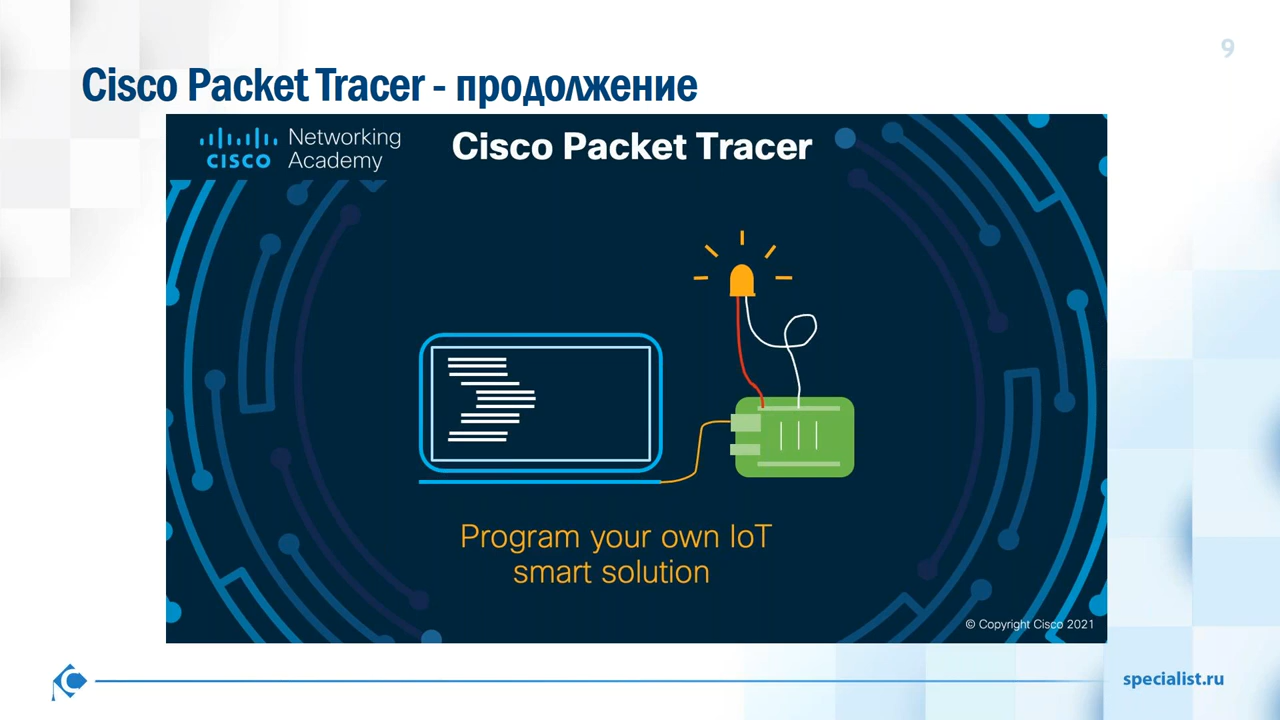 9
Cisco Packet Tracer - продолжение
Networking
Academy
CISCO
Cisco Packet Tracer
Program your own IoT
smart solution
© Copyright Cisco 2021
specialist.ru